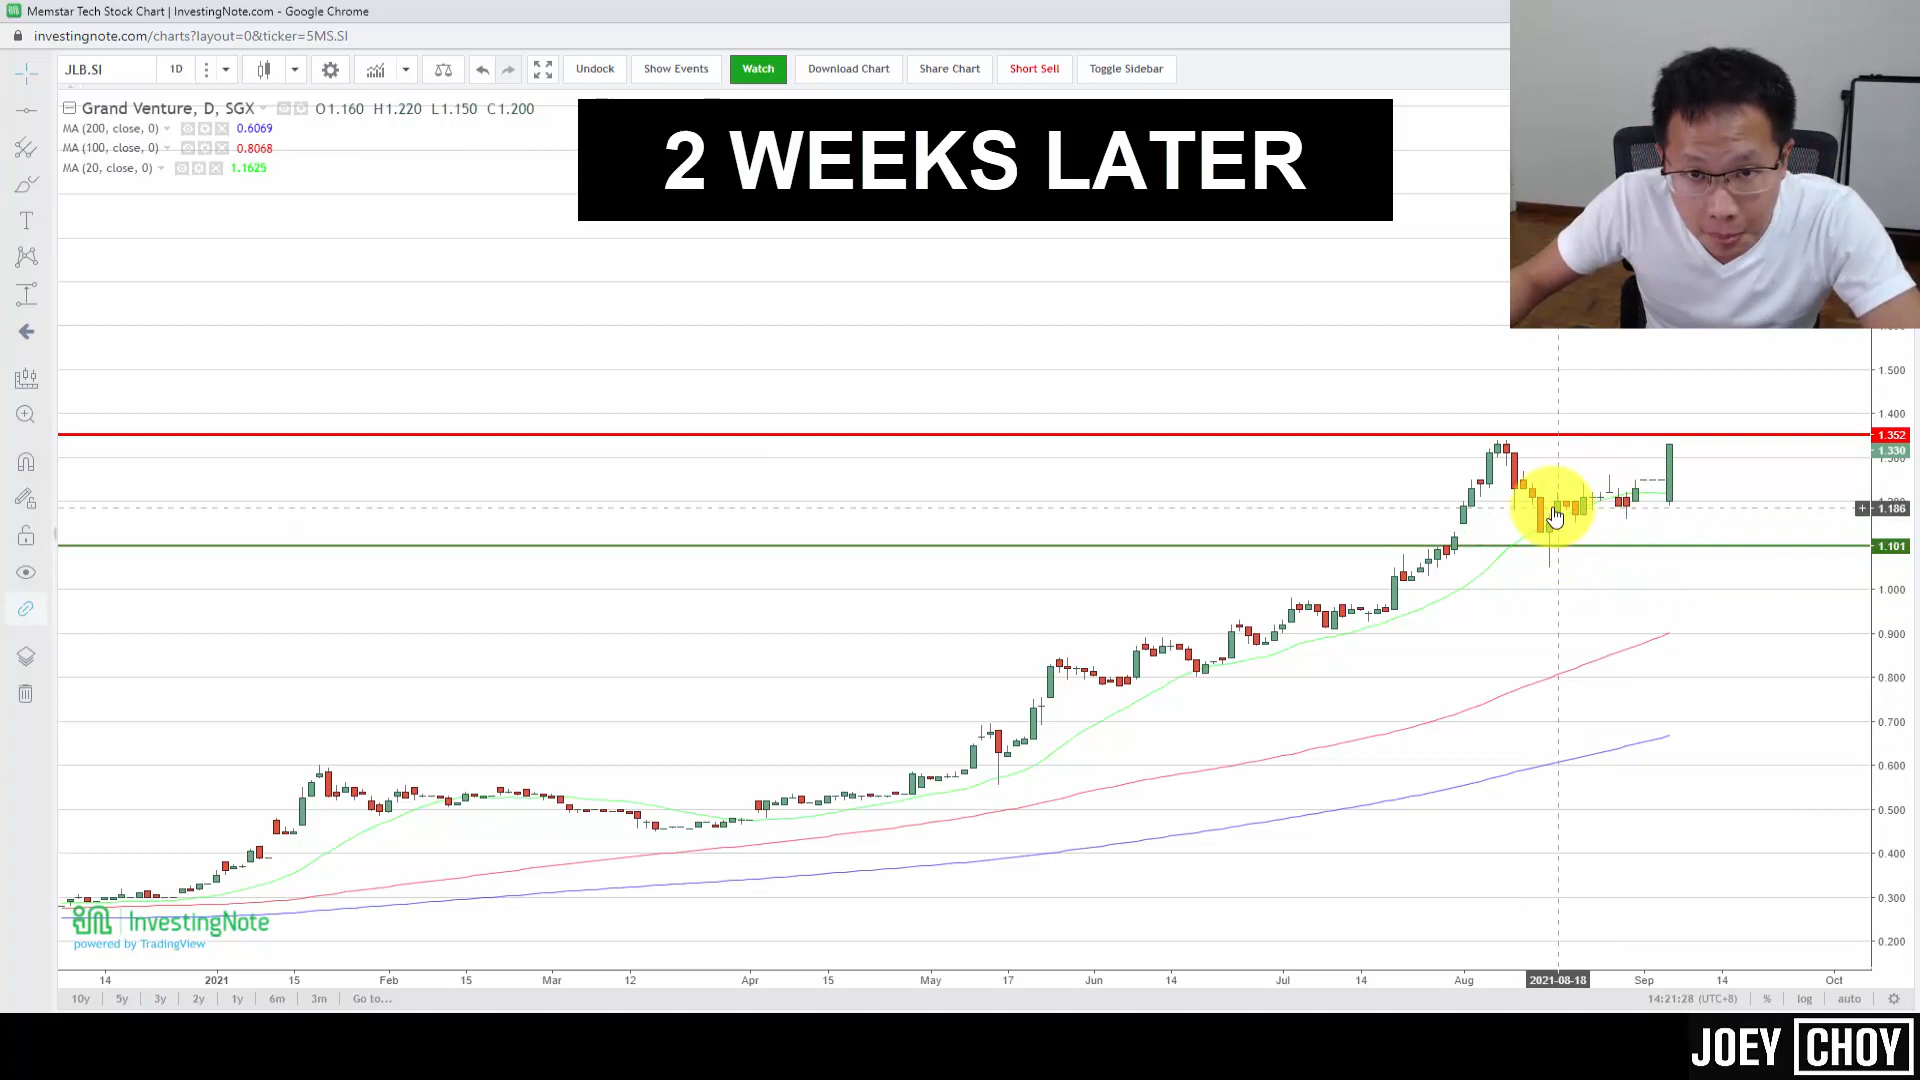 Memstar Tech Stock Chart | InvestingNote.com - Google Chrome
investingnote.com/charts?layout=0&ticker=5MS.SI
JLB.SI 1D Undock Show Events Watch Download Chart Share Chart Short Sell Toggle Sidebar
Grand Venture, D, SGX O1.160 H1.220 L1.150 C1.200
MA (200, close, 0) 0.6069
MA (100, close, 0) 0.8068
MA (20, close, 0) 1.1625
2 WEEKS LATER
1.500
1.400
1.352
1.330
1.186
1.101
1.000
0.900
0.800
0.700
0.600
0.500
0.400
0.300
0.200
InvestingNote
powered by TradingView
14 2021 15 Feb 15 Mar 12 Apr 15 May 17 Jun 14 Jul 14 Aug 2021-08-18 Sep 14 Oct
10y 5y 3y 2y 1y 6m 3m Go to... 14:21:28 (UTC+8) % log auto
JOEY CHOY